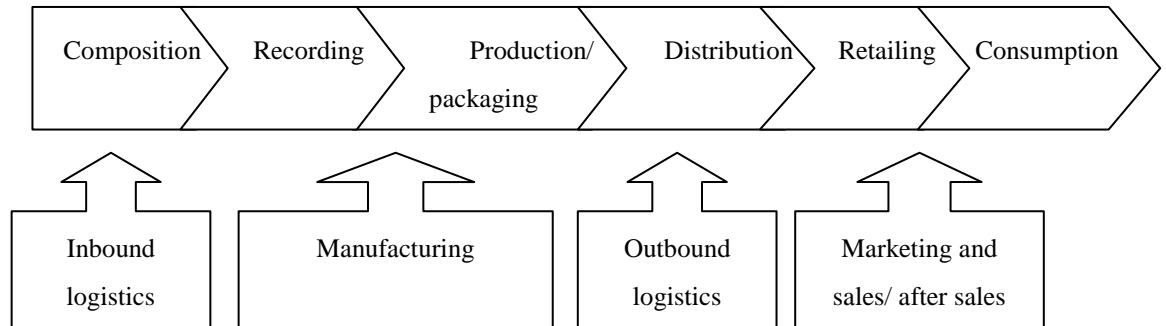 Composition
Recording
Production/
packaging
Distribution
Retailing
Consumption
Inbound
logistics
Manufacturing
Outbound
logistics
Marketing and
sales/ after sales